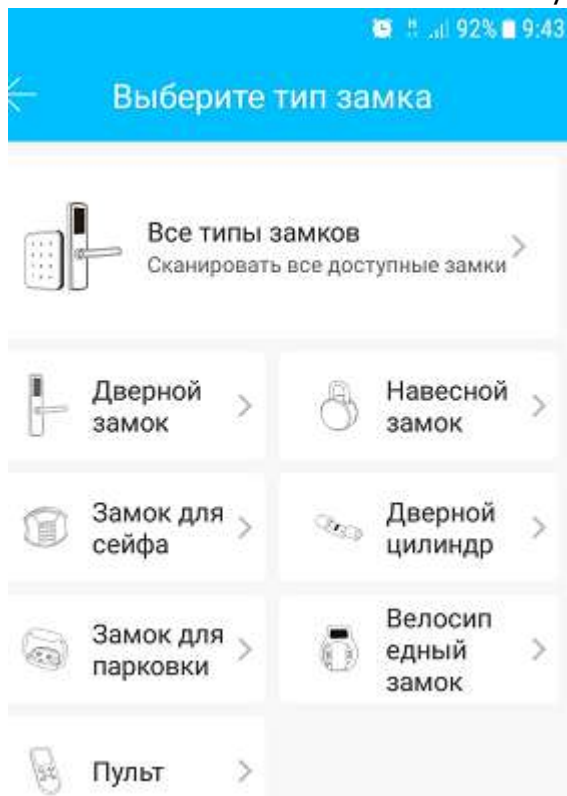 92% 9:43
Выберите тип замка
Все типы замков
Сканировать все доступные замки
Дверной
замок
Навесной
замок
Замок для
сейфа
Дверной
цилиндр
Замок для
парковки
Велосип
едный
замок
Пульт